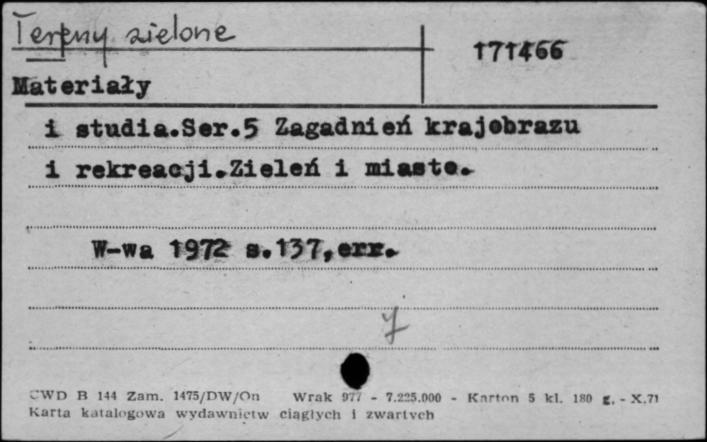 Tereny zielone
171466
Materiały
i studia.Ser.5 Zagadnień krajobrazu
i rekreacji.Zieleń i miasto.
W-wa 1972 s.137,err.
7
CWD B 144 Zam. 1475/DW/On Wrak 977 - 7.225.000 - Karton 5 kl. 180 g. - X.71
Karta katalogowa wydawnictw ciągłych i zwartych